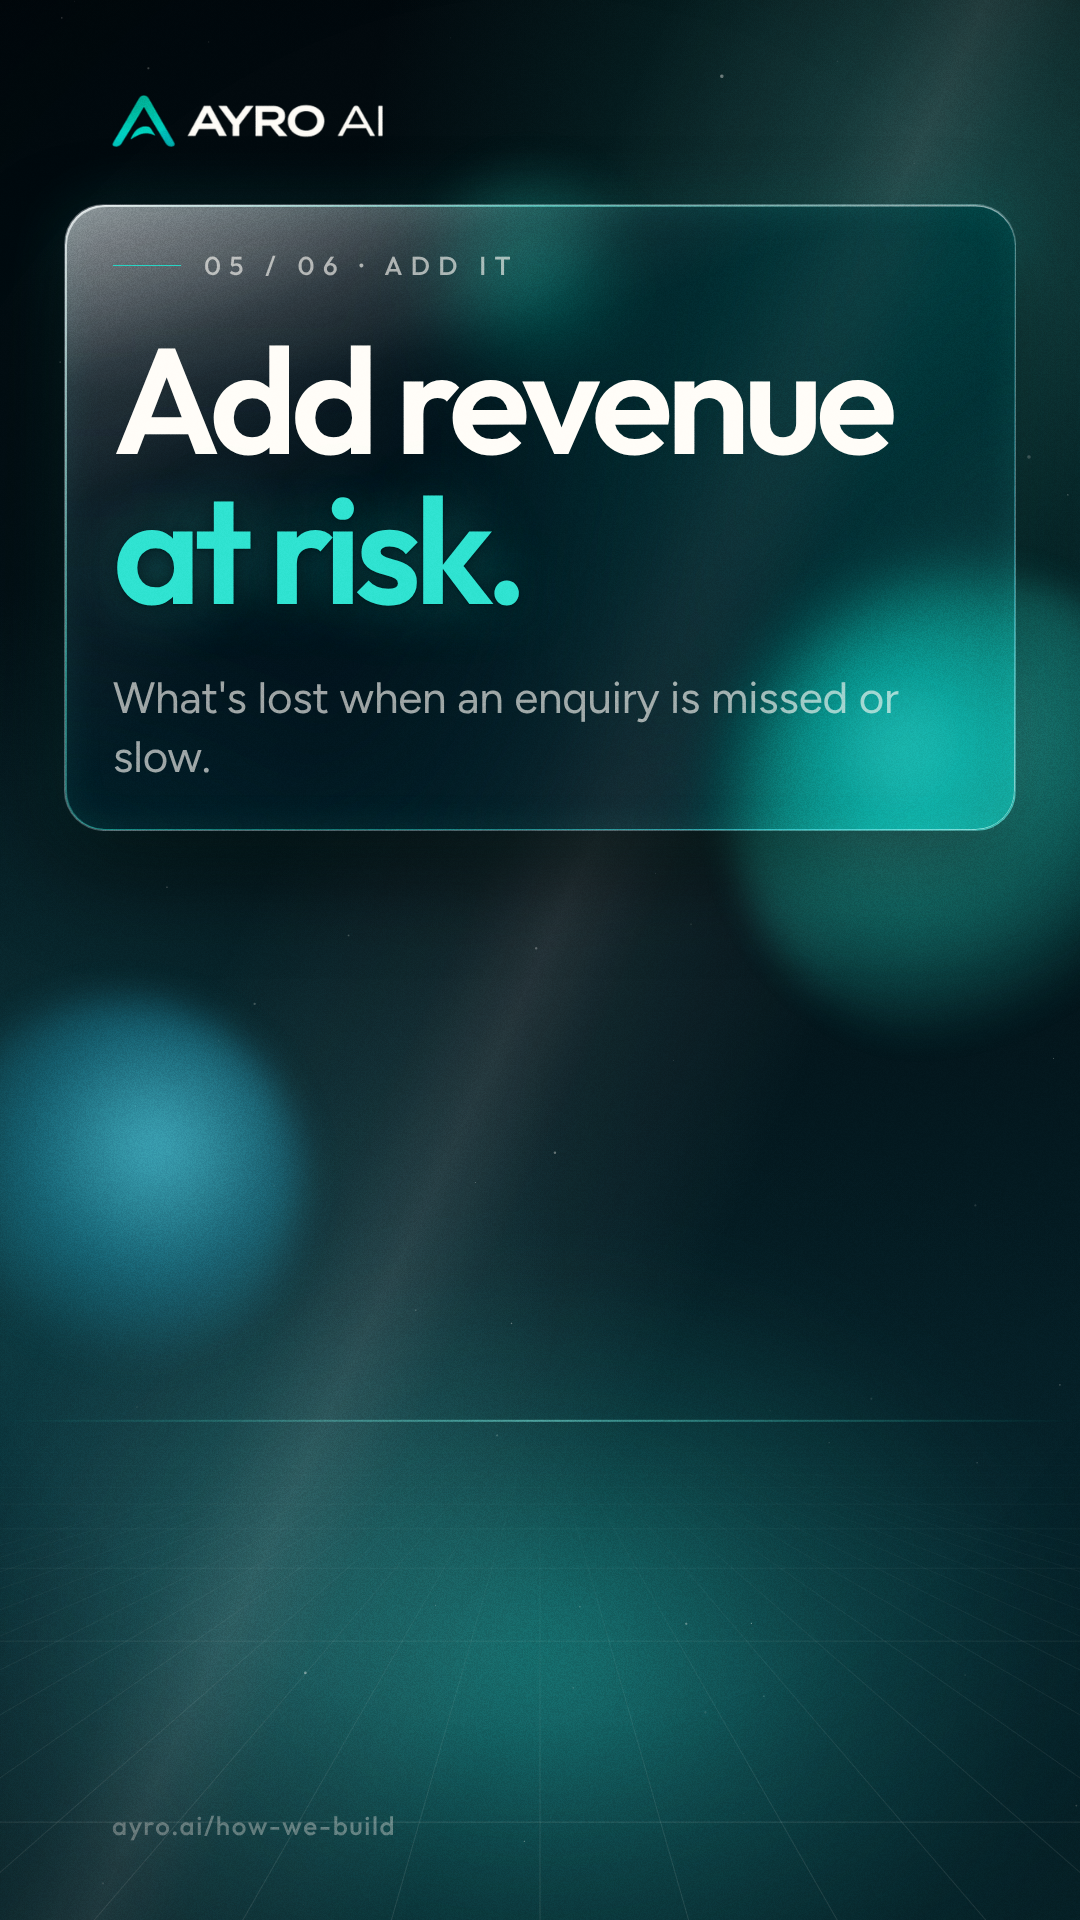 AYRO AI
05 / 06 · ADD IT
Add revenue
at risk.
What's lost when an enquiry is missed or
slow.
ayro.ai/how-we-build